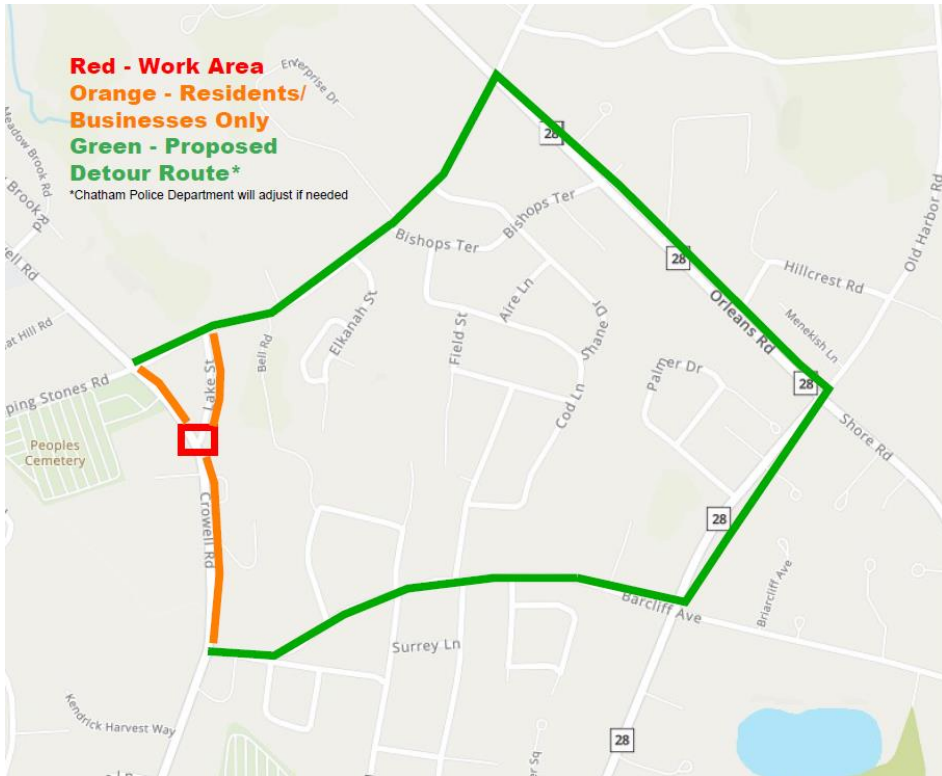 Red - Work Area
Orange - Residents/
Businesses Only
Green - Proposed
Detour Route*
*Chatham Police Department will adjust if needed
Enterprise Dr
Meadow Brook Rd
Brook R
28
Bishops Ter
Bishops Ter
28
Old Harbor Rd
Hillcrest Rd
ell Rd
Orleans Rd
Menekish Ln
Aire Ln
Elkanah St
Field St
Shane Dr
at Hill Rd
Bell Rd
Lake St
Palmer Dr
28
ping Stones Rd
Cod Ln
Shore Rd
Peoples
Cemetery
Crowell Rd
28
Briarcliff Ave
Barcliff Ave
Surrey Ln
Kendrick Harvest Way
28
er Sq
Ln